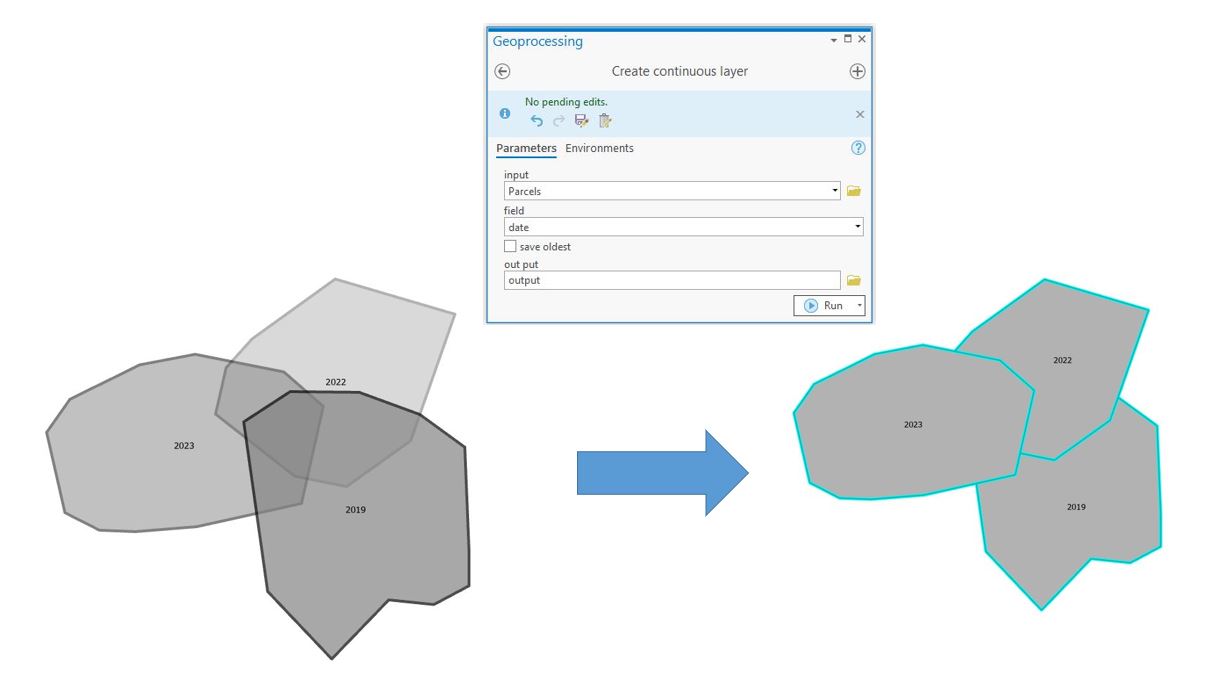 Geoprocessing
Create continuous layer
No pending edits.
Parameters Environments
input
Parcels
field
date
save oldest
out put
output
Run
2022
2023
2019
2022
2023
2019